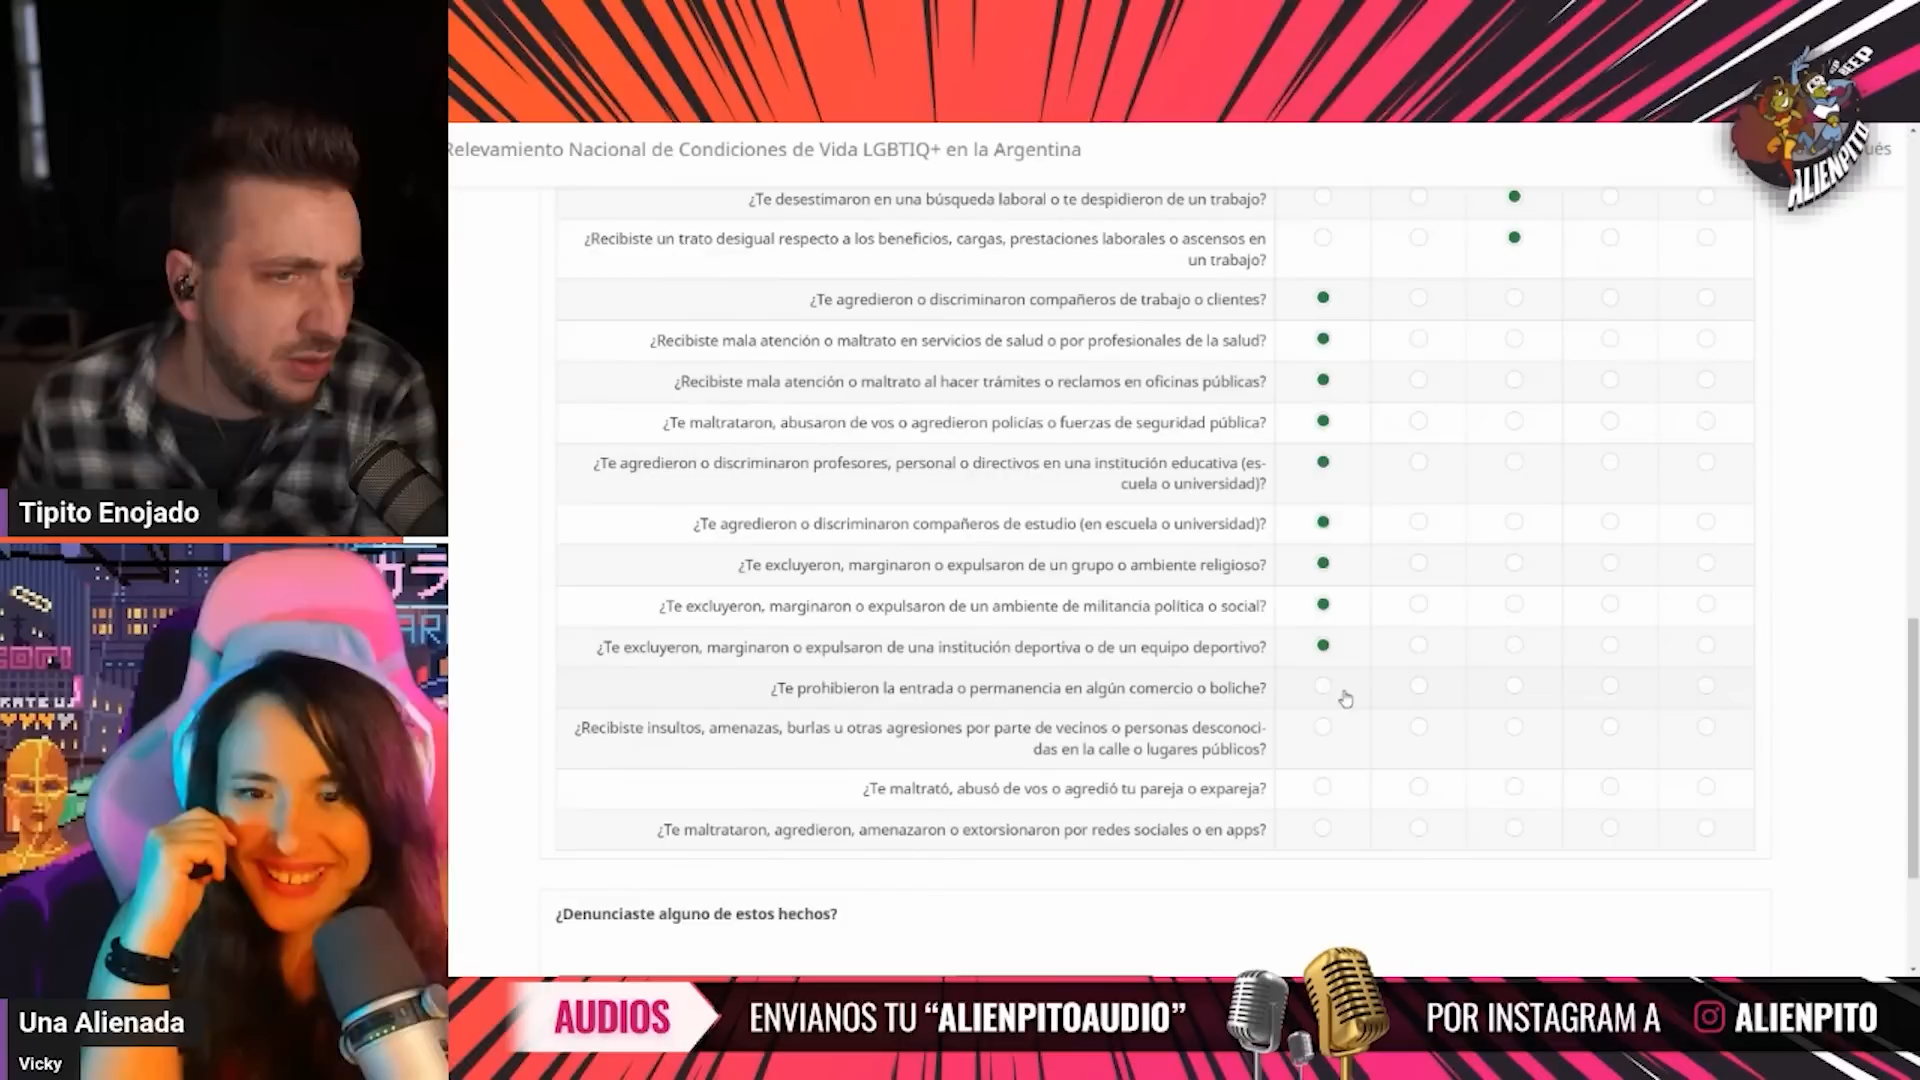 Relevamiento Nacional de Condiciones de Vida LGBTIQ+ en la Argentina
BEEP
ALIENPITO
¿Te desestimaron en una búsqueda laboral o te despidieron de un trabajo?
¿Recibiste un trato desigual respecto a los beneficios, cargas, prestaciones laborales o ascensos en
un trabajo?
¿Te agredieron o discriminaron compañeros de trabajo o clientes?
¿Recibiste mala atención o maltrato en servicios de salud o por profesionales de la salud?
¿Recibiste mala atención o maltrato al hacer trámites o reclamos en oficinas públicas?
¿Te maltrataron, abusaron de vos o agredieron policías o fuerzas de seguridad pública?
¿Te agredieron o discriminaron profesores, personal o directivos en una institución educativa (es-
cuela o universidad)?
¿Te agredieron o discriminaron compañeros de estudio (en escuela o universidad)?
¿Te excluyeron, marginaron o expulsaron de un grupo o ambiente religioso?
¿Te excluyeron, marginaron o expulsaron de un ambiente de militancia política o social?
¿Te excluyeron, marginaron o expulsaron de una institución deportiva o de un equipo deportivo?
¿Te prohibieron la entrada o permanencia en algún comercio o boliche?
¿Recibiste insultos, amenazas, burlas u otras agresiones por parte de vecinos o personas desconoci-
das en la calle o lugares públicos?
¿Te maltrató, abusó de vos o agredió tu pareja o expareja?
¿Te maltrataron, agredieron, amenazaron o extorsionaron por redes sociales o en apps?
¿Denunciaste alguno de estos hechos?
Tipito Enojado
Una Alienada
Vicky
AUDIOS
ENVIANOS TU “ALIENPITOAUDIO”
POR INSTAGRAM A
ALIENPITO